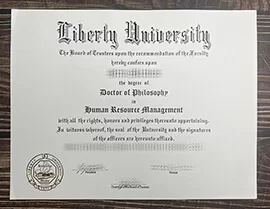 Liberty University
The Board of Trustees upon the recommendation of the Faculty
hereby confers upon
the degree of
Doctor of Philosophy
in
Human Resource Management
with all the rights, honors and privileges thereunto appertaining.
In witness whereof, the seal of the University and the signatures
of the officers are hereunto affixed.